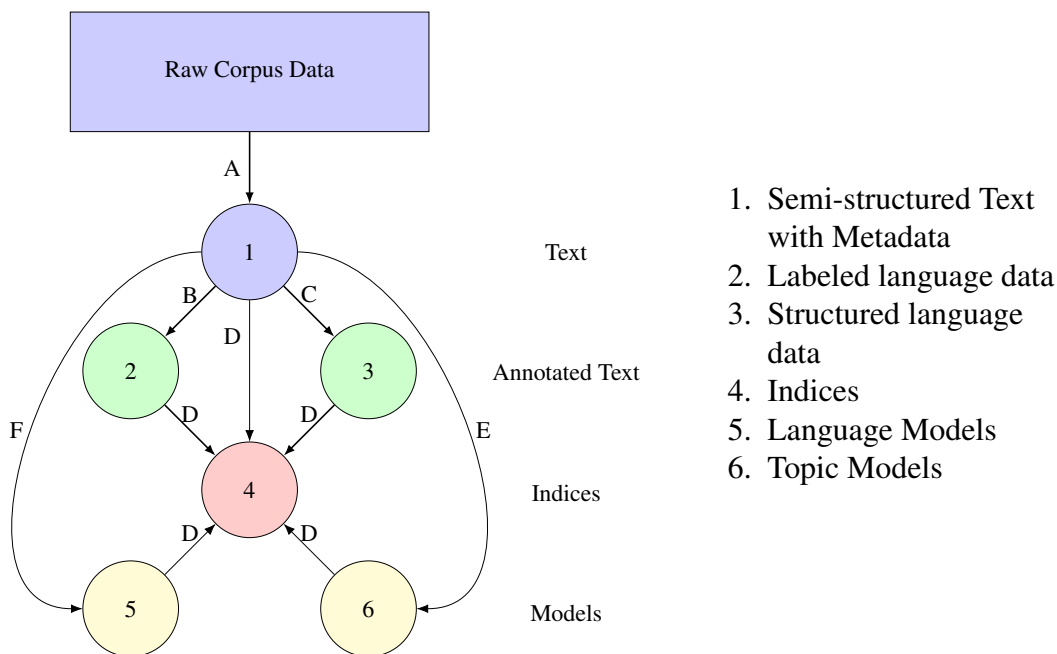 Raw Corpus Data
A
1
Text
B
C
D
2
3
Annotated Text
D
D
F
E
4
Indices
D
D
5
6
Models
1. Semi-structured Text
with Metadata
2. Labeled language data
3. Structured language
data
4. Indices
5. Language Models
6. Topic Models